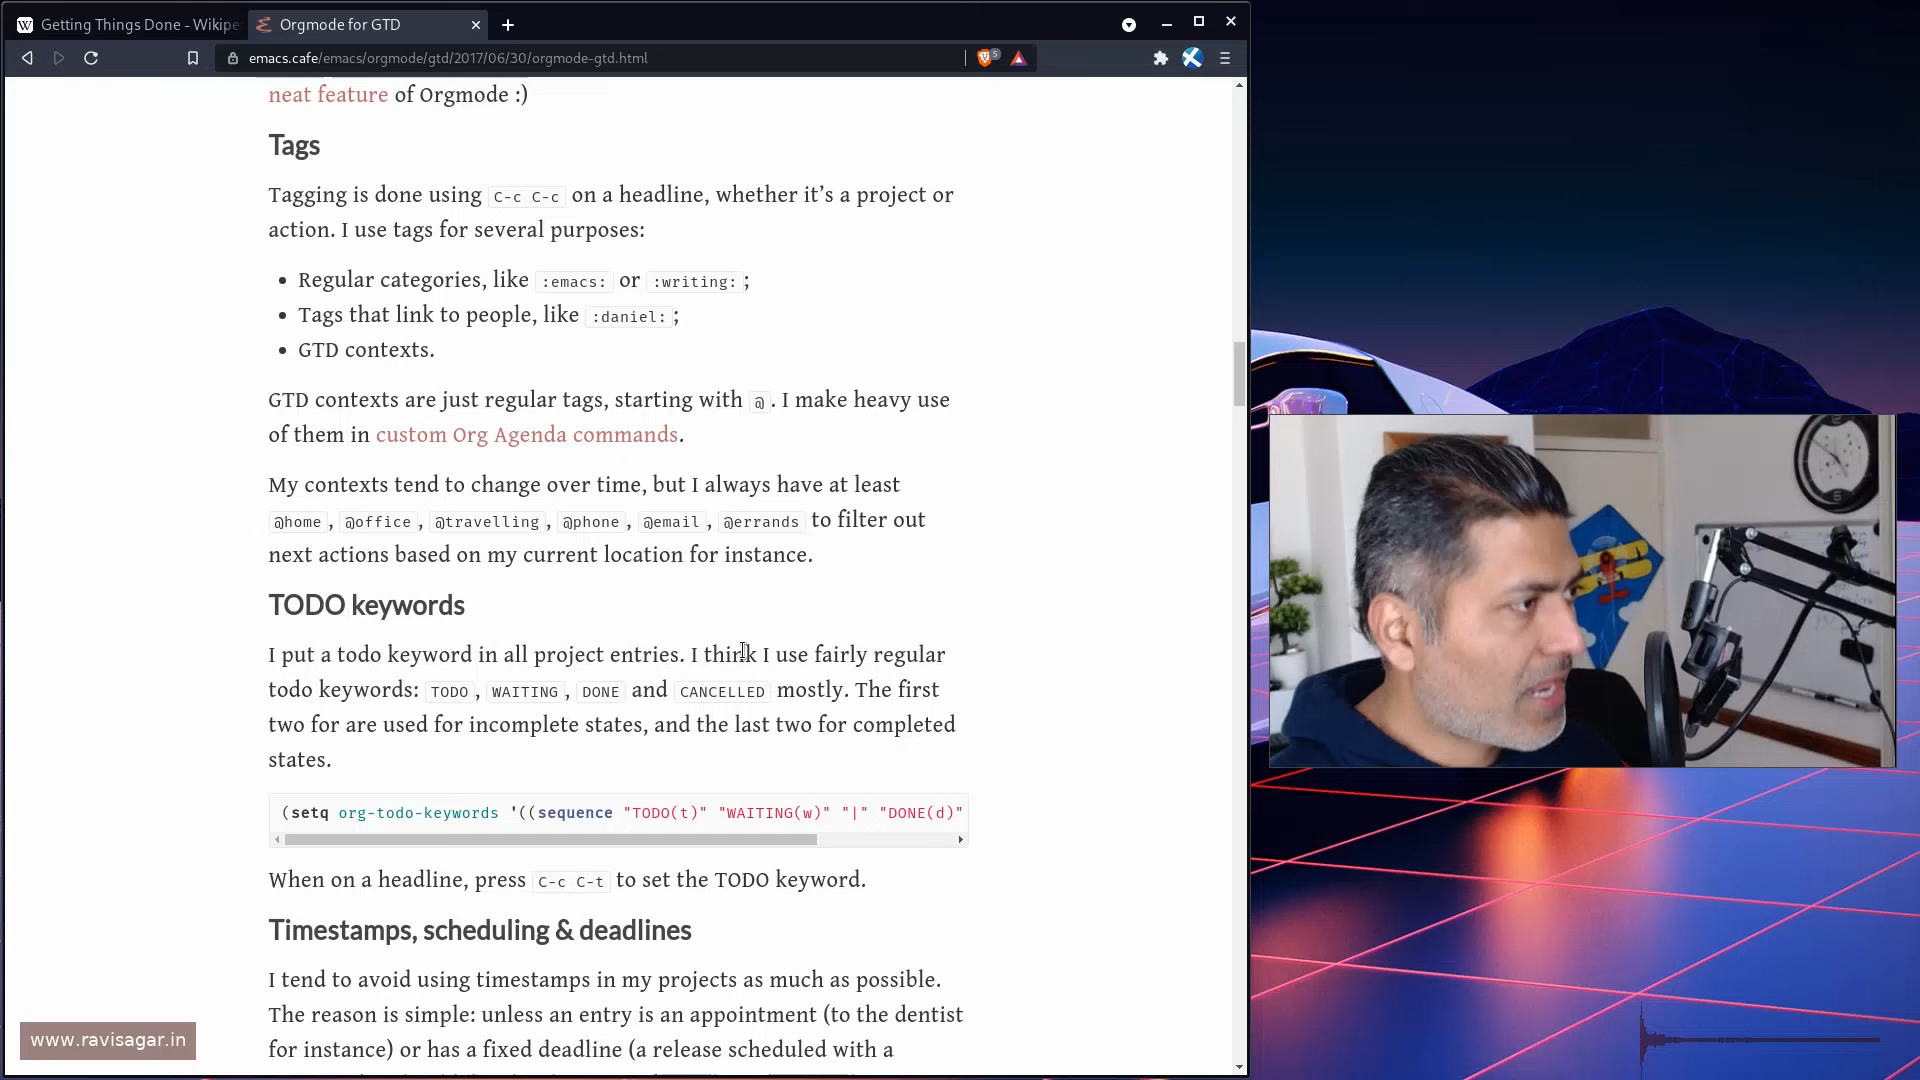 Getting Things Done - Wikipe
Orgmode for GTD
emacs.cafe/emacs/orgmode/gtd/2017/06/30/orgmode-gtd.html
5
neat feature of Orgmode :)
Tags
Tagging is done using C-c C-c on a headline, whether it’s a project or
action. I use tags for several purposes:
• Regular categories, like :emacs: or :writing: ;
• Tags that link to people, like :daniel: ;
• GTD contexts.
GTD contexts are just regular tags, starting with @ . I make heavy use
of them in custom Org Agenda commands.
My contexts tend to change over time, but I always have at least
@home , @office , @travelling , @phone , @email , @errands to filter out
next actions based on my current location for instance.
TODO keywords
I put a todo keyword in all project entries. I think I use fairly regular
todo keywords: TODO , WAITING , DONE and CANCELLED mostly. The first
two for are used for incomplete states, and the last two for completed
states.
(setq org-todo-keywords '((sequence "TODO(t)" "WAITING(w)" "|" "DONE(d)"
When on a headline, press C-c C-t to set the TODO keyword.
Timestamps, scheduling & deadlines
I tend to avoid using timestamps in my projects as much as possible.
The reason is simple: unless an entry is an appointment (to the dentist
for instance) or has a fixed deadline (a release scheduled with a
www.ravisagar.in